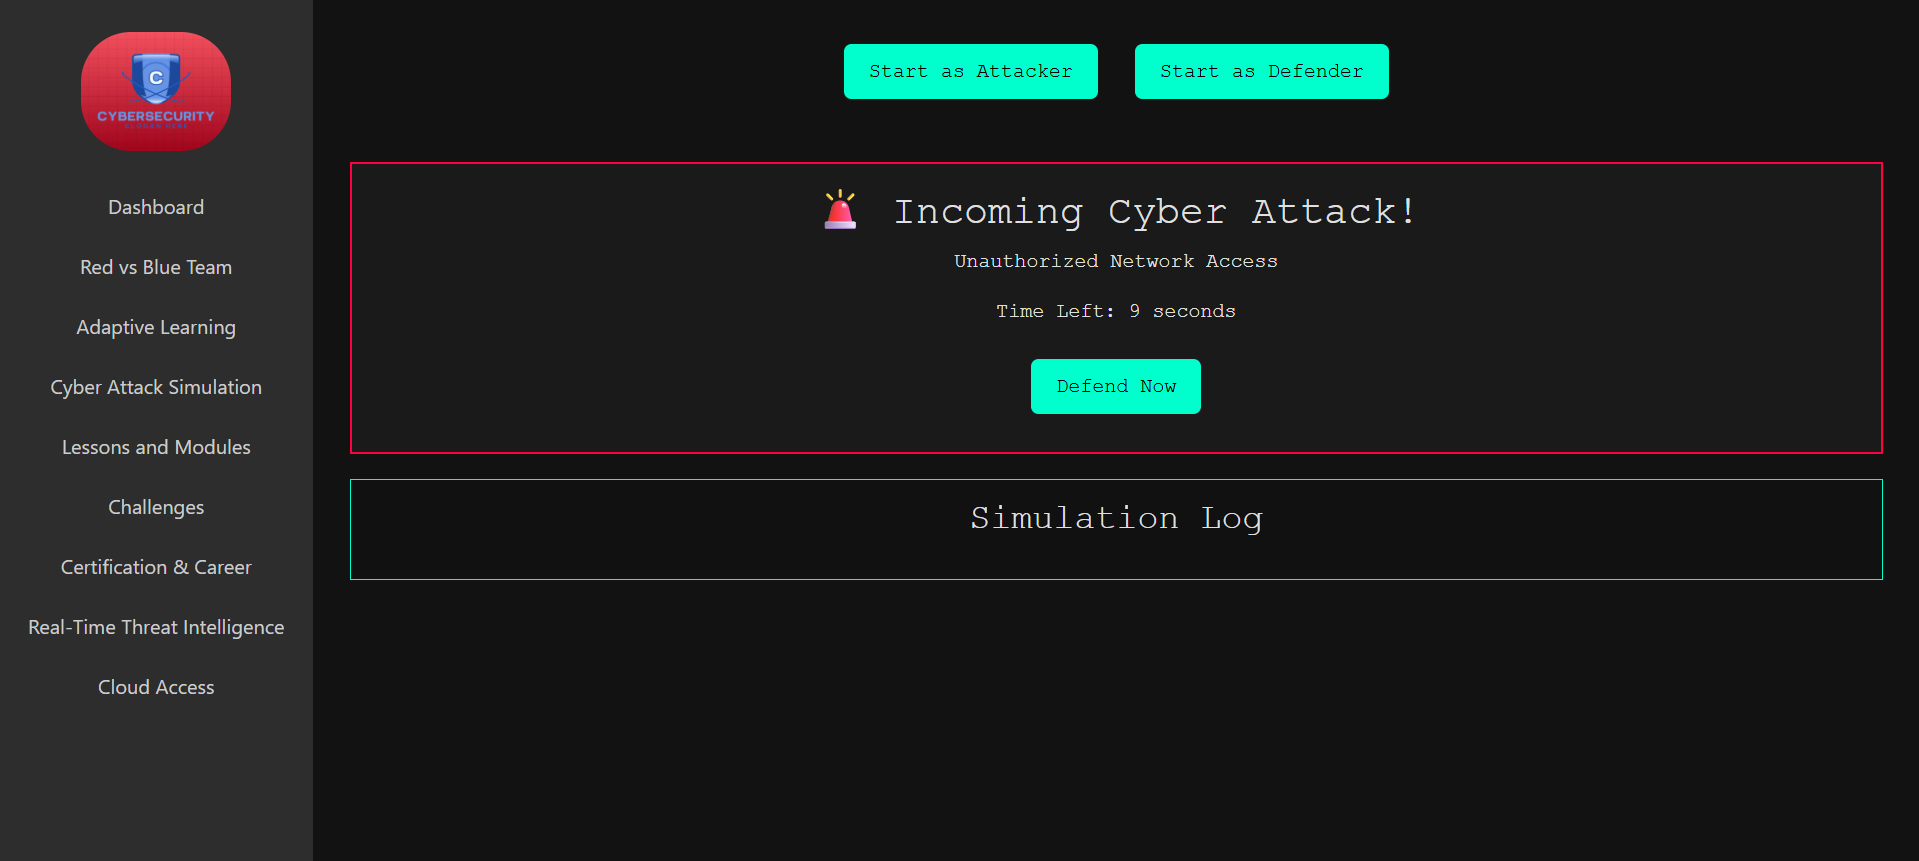 C
CYBERSECURITY
Dashboard
Red vs Blue Team
Adaptive Learning
Cyber Attack Simulation
Lessons and Modules
Challenges
Certification & Career
Real-Time Threat Intelligence
Cloud Access
Start as Attacker
Start as Defender
Incoming Cyber Attack!
Unauthorized Network Access
Time Left: 9 seconds
Defend Now
Simulation Log